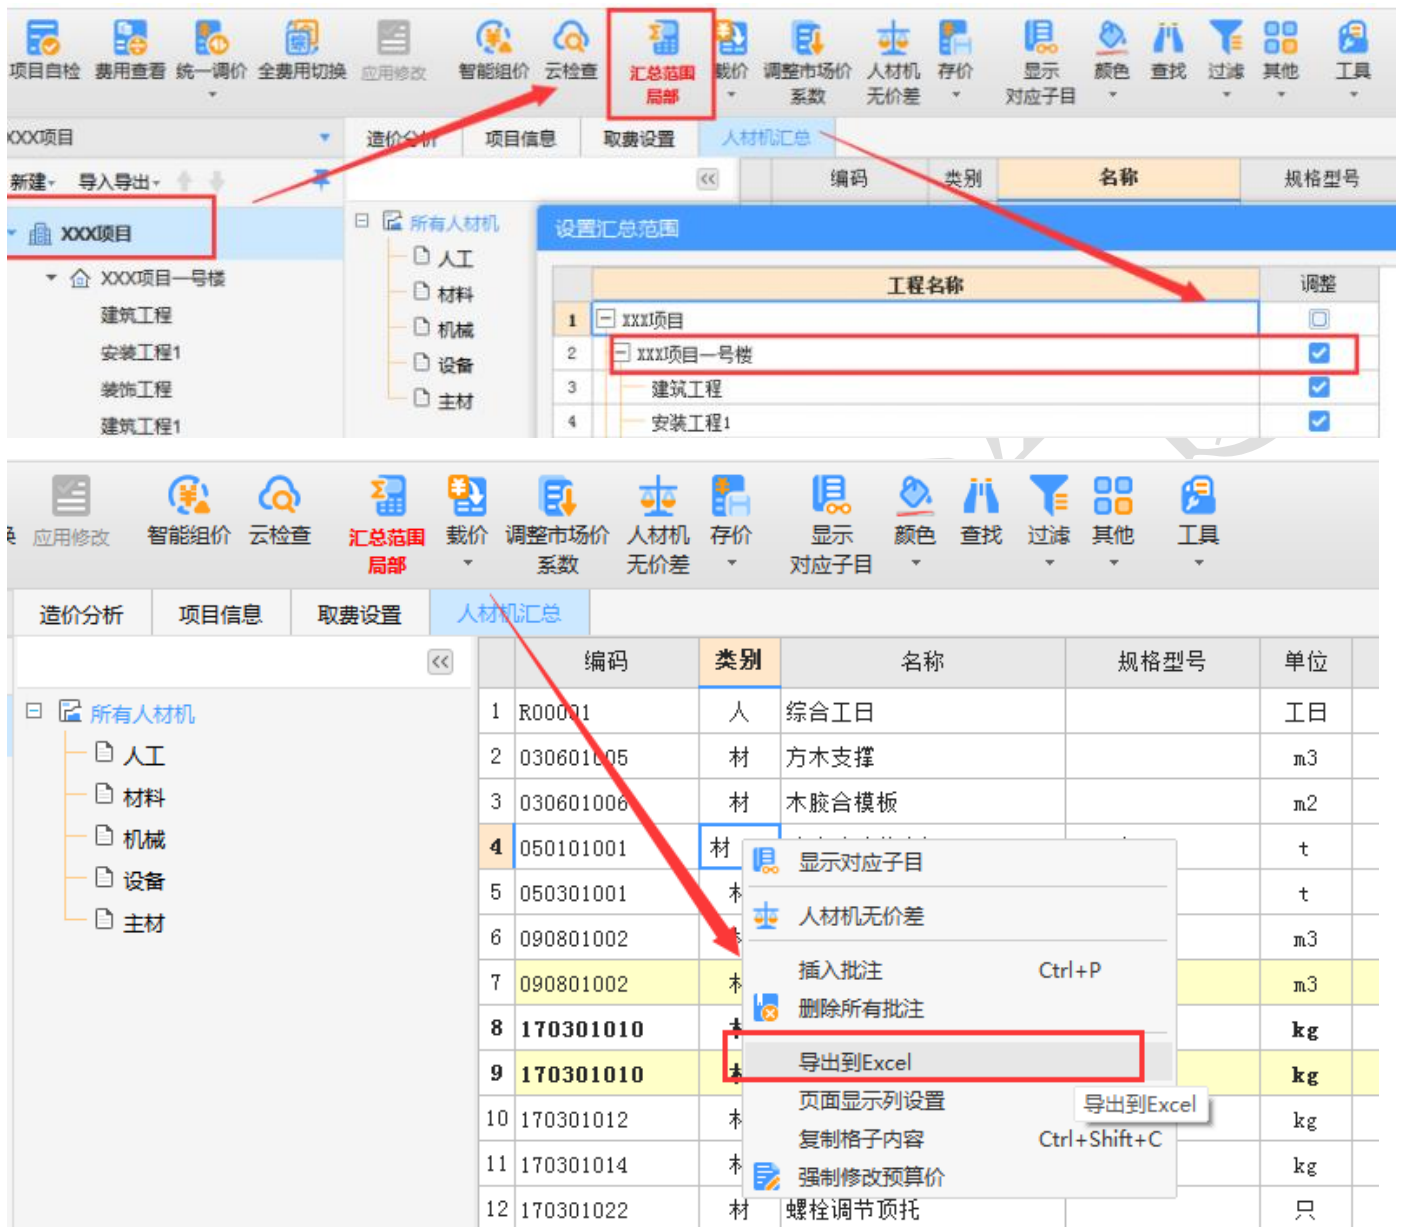 项目自检 费用查看 统一调价 全费用切换 应用修改 智能组价 云检查 汇总范围 载价 调整市场价 人材机 存价 显示 颜色 查找 过滤 其他 工具
局部 系数 无价差 对应子目
XXX项目 造价分析 项目信息 取费设置 人材机汇总
新建 导入导出 编码 类别 名称 规格型号
XXX项目 所有人材机 设置汇总范围
XXX项目一号楼 人工
工程名称 调整
建筑工程 材料 1 XXX项目
安装工程1 机械 2 XXX项目一号楼
装饰工程 设备 3 建筑工程
建筑工程1 主材 4 安装工程1
应用修改 智能组价 云检查 汇总范围 载价 调整市场价 人材机 存价 显示 颜色 查找 过滤 其他 工具
局部 系数 无价差 对应子目
造价分析 项目信息 取费设置 人材机汇总
编码 类别 名称 规格型号 单位
所有人材机 1 R00001 人 综合工日 工日
人工 2 030601005 材 方木支撑 m3
材料 3 030601006 材 木胶合模板 m2
机械 4 050101001 材 t
显示对应子目
设备 5 050301001 t
人材机无价差
主材 6 090801002 m3
插入批注 Ctrl+P
7 090801002 m3
删除所有批注
8 170301010 kg
导出到Excel
9 170301010 kg
页面显示列设置 导出到Excel
10 170301012 kg
复制格子内容 Ctrl+Shift+C
11 170301014 kg
强制修改预算价
12 170301022 材 螺栓调节顶托 只